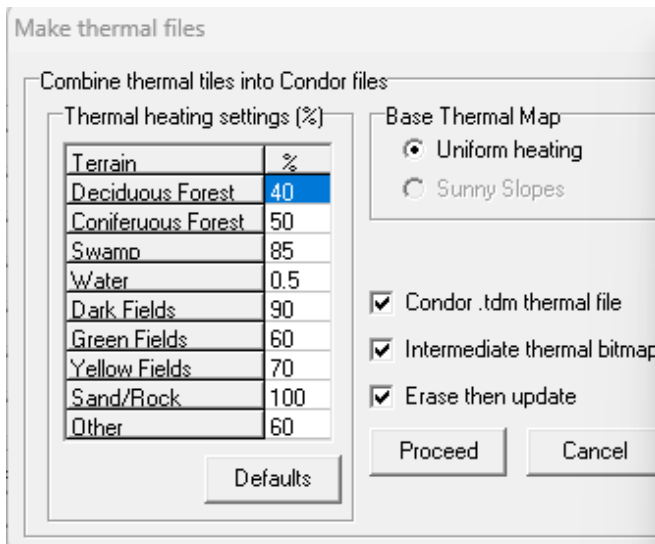 Make thermal files
Combine thermal tiles into Condor files
Thermal heating settings (%)
Terrain %
Deciduous Forest 40
Coniferuous Forest 50
Swamp 85
Water 0.5
Dark Fields 90
Green Fields 60
Yellow Fields 70
Sand/Rock 100
Other 60
Defaults
Base Thermal Map
Uniform heating
Sunny Slopes
Condor .tdm thermal file
Intermediate thermal bitmap
Erase then update
Proceed Cancel